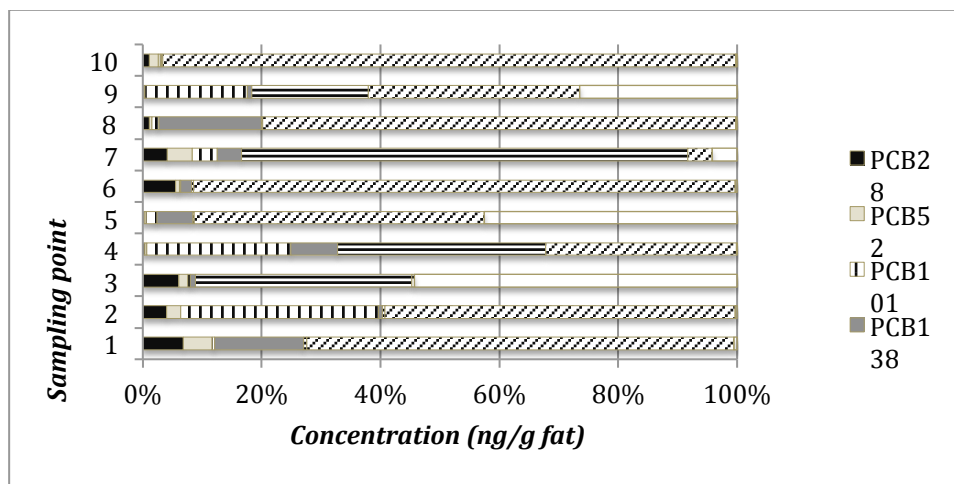 10
9
8
7
6
5
4
3
2
1
Sampling point
0% 20% 40% 60% 80% 100%
Concentration (ng/g fat)
PCB2
8
PCB5
2
PCB1
01
PCB1
38